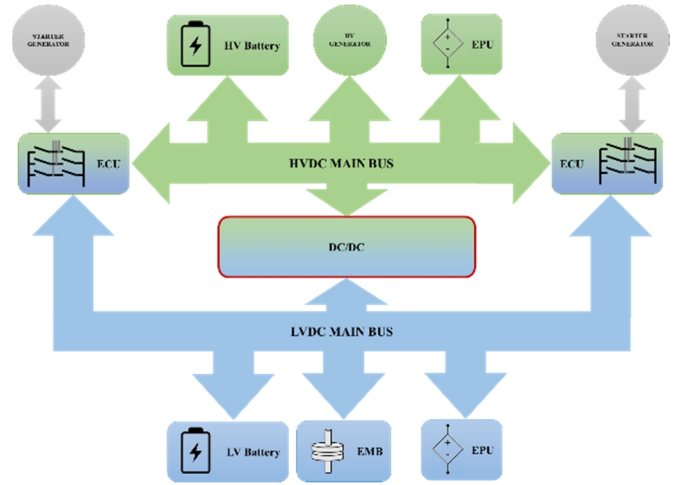 STARTER
GENERATOR
HV Battery
HV
GENERATOR
EPU
STARTER
GENERATOR
ECU
HVDC MAIN BUS
ECU
DC/DC
LVDC MAIN BUS
LV Battery
EMB
EPU